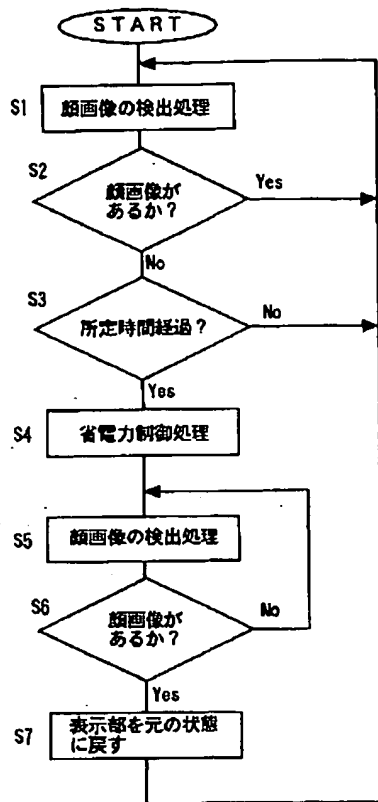 START
S1
顔画像の検出処理
S2
顔画像が
あるか？
Yes
No
S3
所定時間経過？
No
Yes
S4
省電力制御処理
S5
顔画像の検出処理
S6
顔画像が
あるか？
No
Yes
S7
表示部を元の状態
に戻す